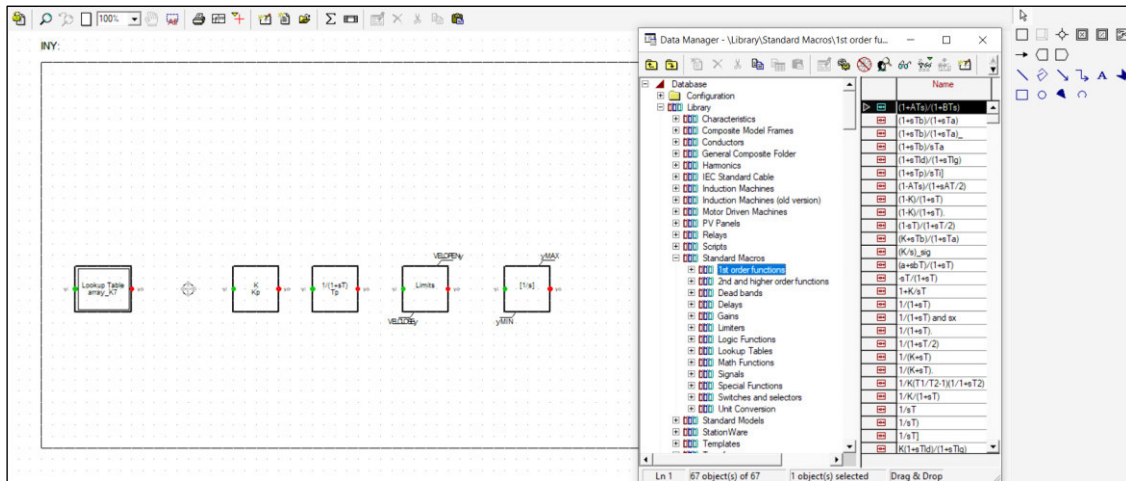 100%
INY:
Lookup Table
array_K7
K
Kp
1/(1+sT)
Tp
Limits
[1/s]
yMAX
yMIN
Data Manager - \Library\Standard Macros\1st order fu...
Database
Configuration
Library
Characteristics
Composite Model Frames
Conductors
General Composite Folder
Harmonics
IEC Standard Cable
Induction Machines
Induction Machines (old version)
Motor Driven Machines
PV Panels
Relays
Scripts
Standard Macros
1st order functions
2nd and higher order functions
Dead bands
Delays
Gains
Limiters
Logic Functions
Lookup Tables
Math Functions
Signals
Special Functions
Switches and selectors
Unit Conversion
Standard Models
StationWare
Templates
Name
(1+ATs)/(1+BTs)
(1+sTb)/(1+sTa)
(1+sTb)/(1+sTa)_
(1+sTb)/sTa
(1+sTld)/(1+sTlg)
(1+sTp)/sTi]
(1-ATs)/(1+sAT/2)
(1-K)/(1+sT)
(1-K)/(1+sT).
(1-sT)/(1+sT/2)
(K+sTb)/(1+sTa)
(K/s)_sig
(a+sbT)/(1+sT)
-sT/(1+sT)
1+K/sT
1/(1+sT)
1/(1+sT) and sx
1/(1+sT).
1/(1+sT/2)
1/(K+sT)
1/(K+sT).
1/K(T1/T2-1)(1/1+sT2)
1/K/(1+sT)
1/sT
1/sT)
1/sT]
K(1+sTld)/(1+sTlg)
Ln 1
67 object(s) of 67
1 object(s) selected
Drag & Drop